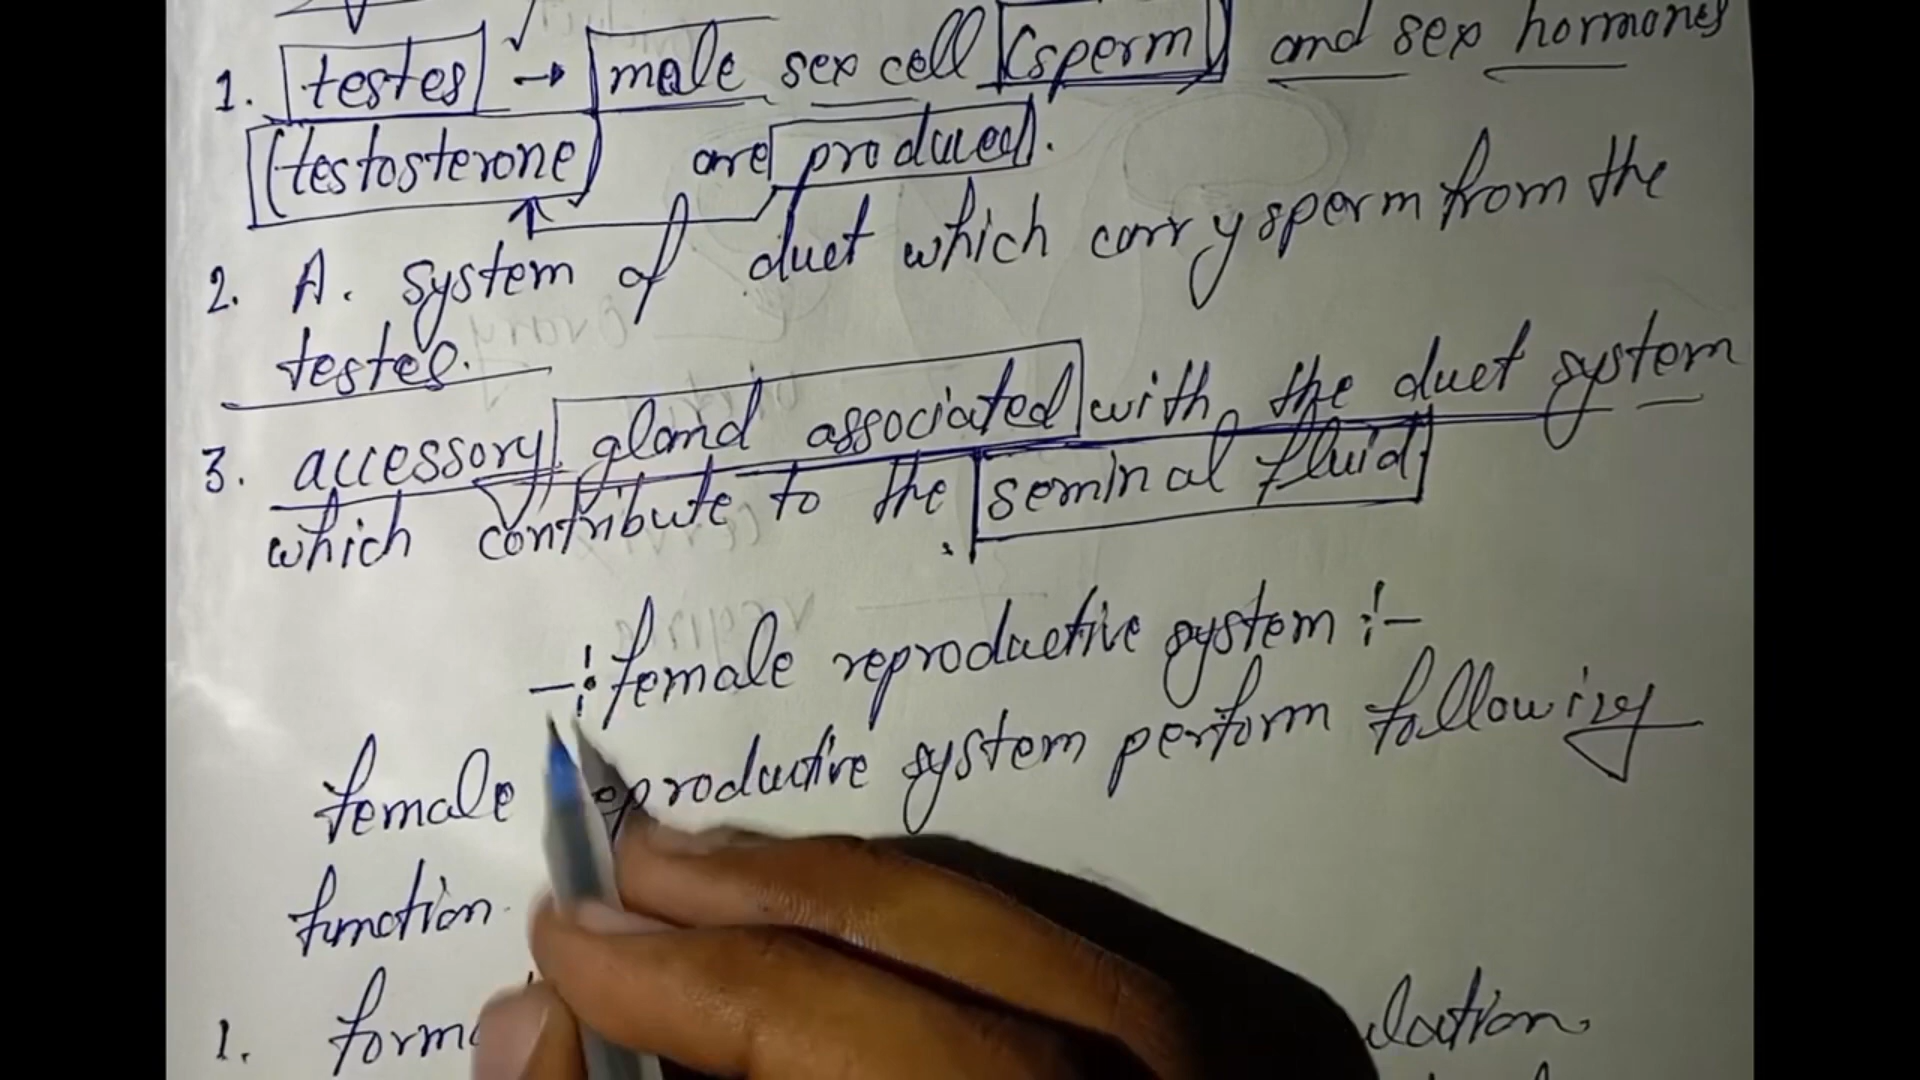 1. testes → male sex cell (sperm) and sex hormones
(testosterone) are produced.
2. A. system of duct which carry sperm from the
testes.
3. accessory gland associated with the duct system
which contribute to the seminal fluid
-:female reproductive system :-
female reproductive system perform following
function.
1.